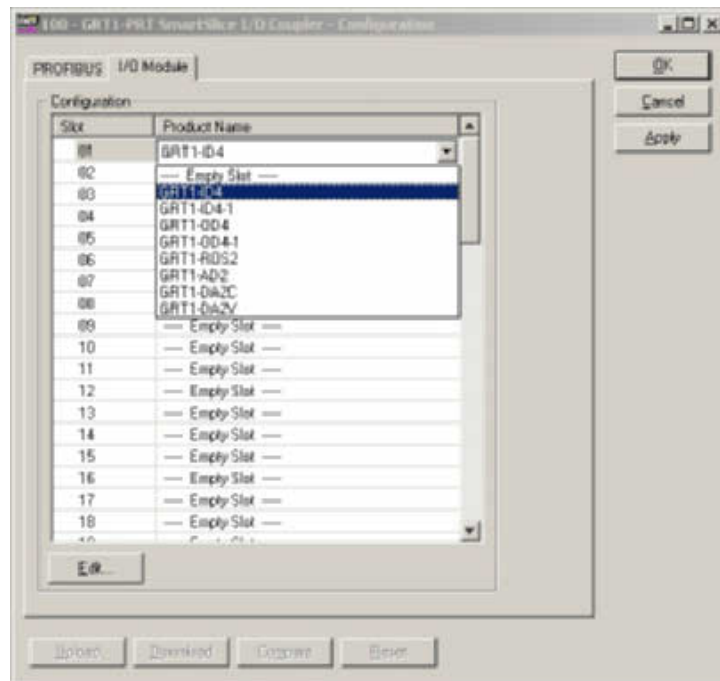 100 - GRT1-PRT SmartSlice I/O Coupler - Configuration
PROFIBUS I/O Module
OK
Cancel
Apply
Configuration
Slot Product Name
01 GRT1-ID4
02 ---- Empty Slot ----
03 GRT1-ID4
GRT1-ID4-1
04 GRT1-OD4
05 GRT1-OD4-1
06 GRT1-ROS2
07 GRT1-AD2
GRT1-DA2C
08 GRT1-DA2V
09 ---- Empty Slot ----
10 ---- Empty Slot ----
11 ---- Empty Slot ----
12 ---- Empty Slot ----
13 ---- Empty Slot ----
14 ---- Empty Slot ----
15 ---- Empty Slot ----
16 ---- Empty Slot ----
17 ---- Empty Slot ----
18 ---- Empty Slot ----
Edit...
Upload Download Compare Reset